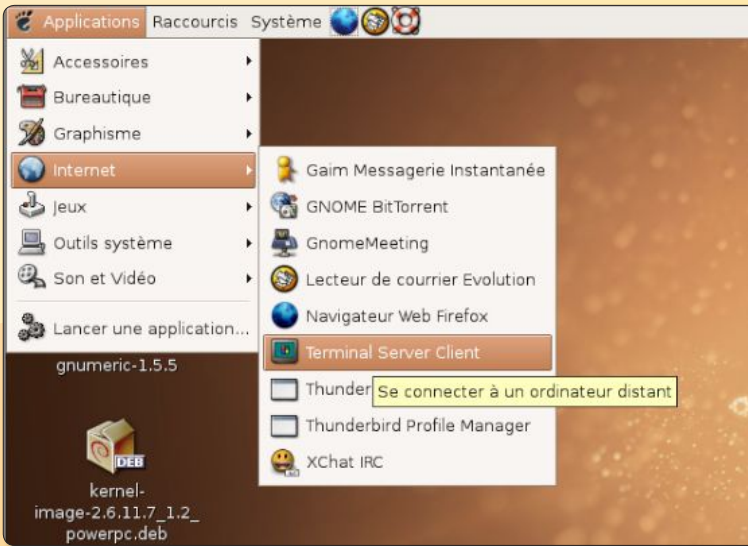 Applications Raccourcis Système
Accessoires
Bureautique
Graphisme
Internet
Jeux
Outils système
Son et Vidéo
Lancer une application...
Gaim Messagerie Instantanée
GNOME BitTorrent
GnomeMeeting
Lecteur de courrier Evolution
Navigateur Web Firefox
Terminal Server Client
Thunder
Se connecter à un ordinateur distant
Thunderbird Profile Manager
XChat IRC
gnumeric-1.5.5
DEB
kernel-
image-2.6.11.7_1.2_
powerpc.deb